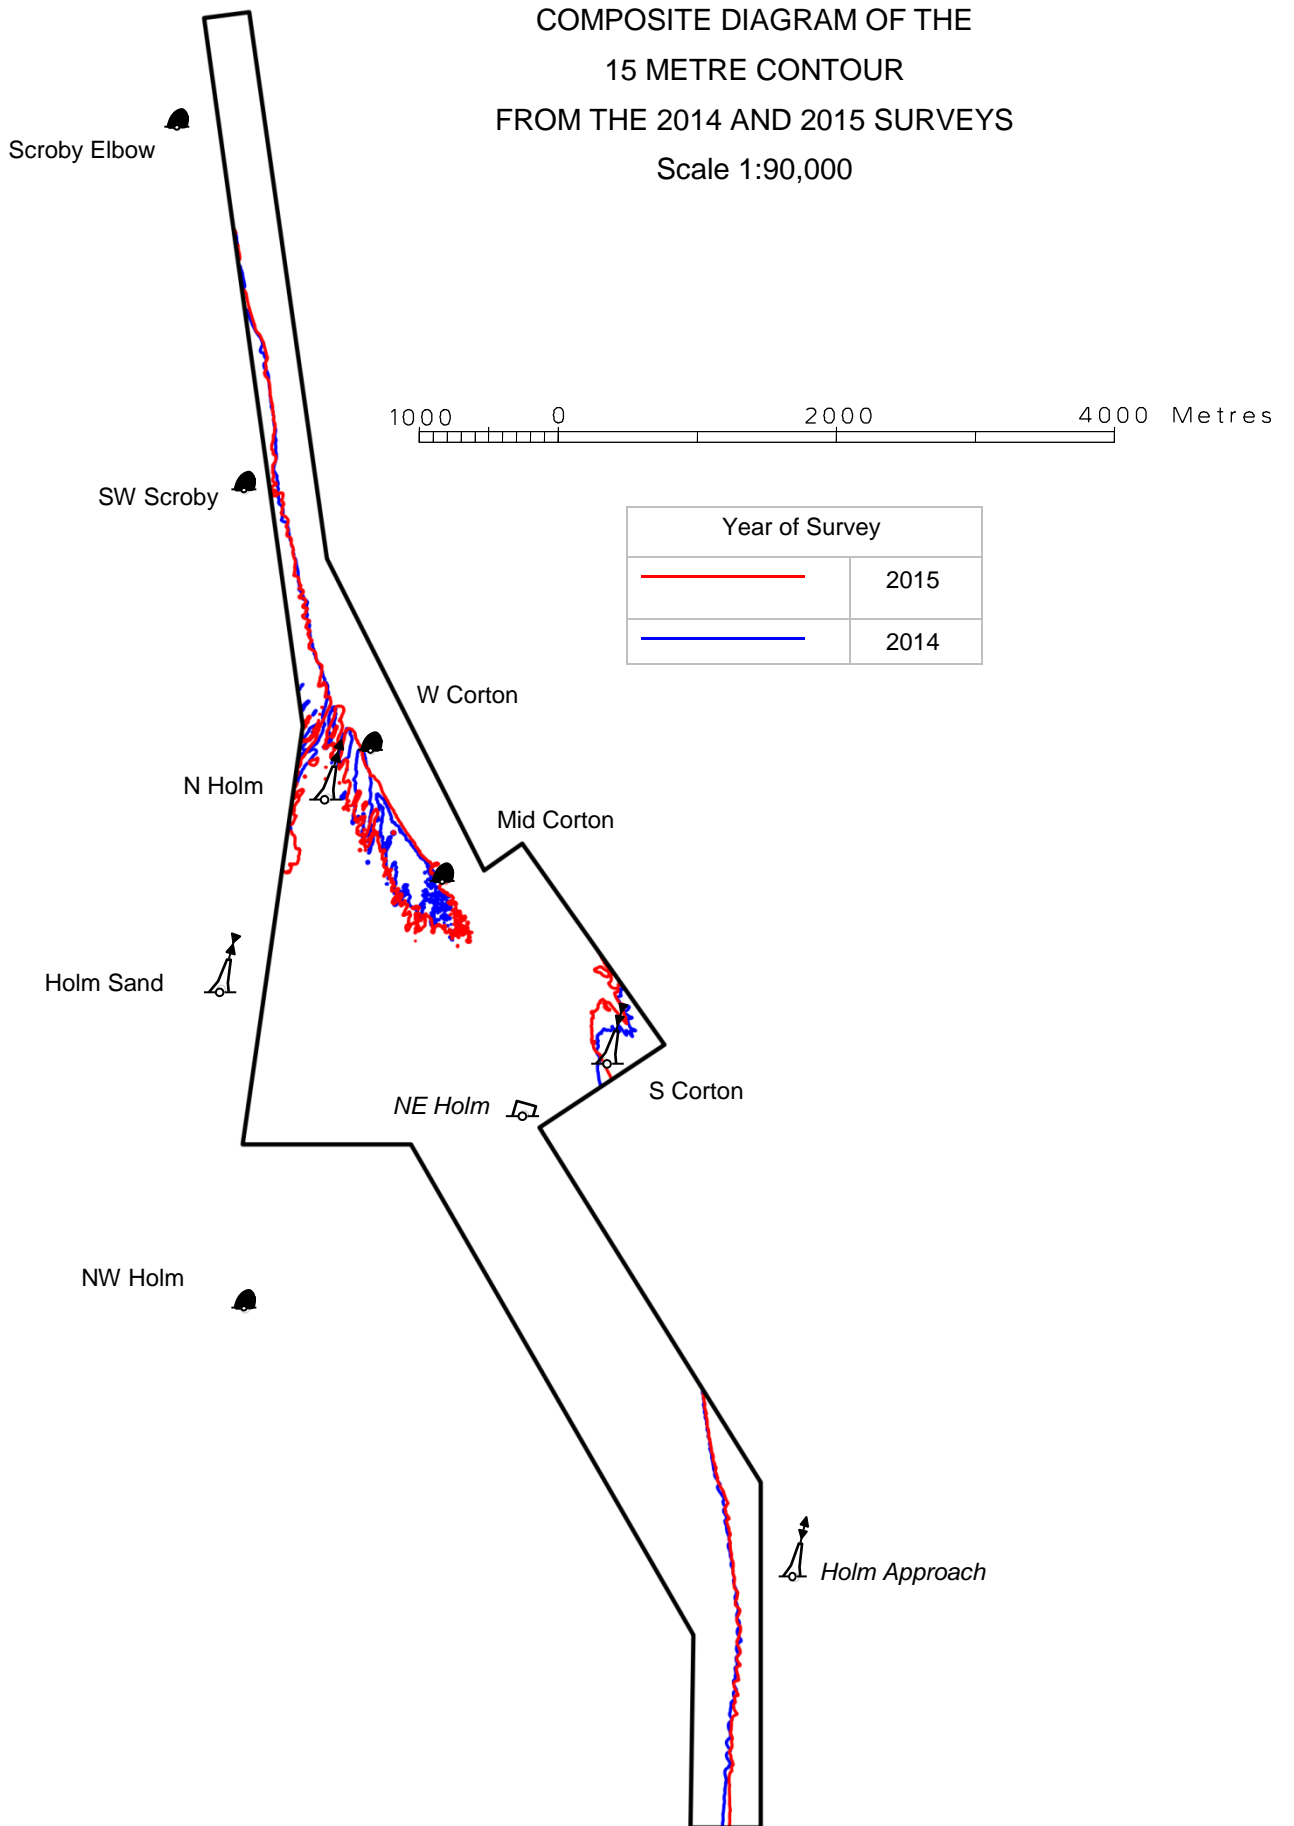 COMPOSITE DIAGRAM OF THE
15 METRE CONTOUR
FROM THE 2014 AND 2015 SURVEYS
Scale 1:90,000
Scroby Elbow
1000 0 2000 4000 Metres
SW Scroby
Year of Survey
2015
2014
W Corton
N Holm
Mid Corton
Holm Sand
S Corton
NE Holm
NW Holm
Holm Approach